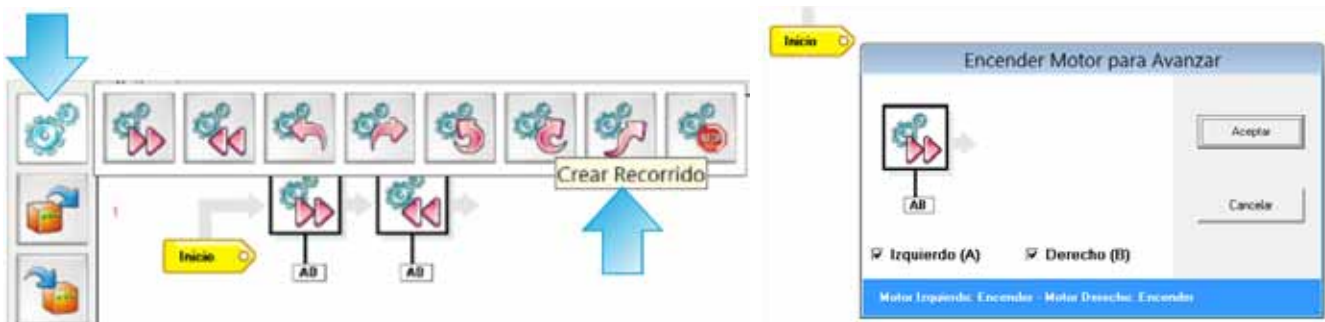 Crear Recorrido
1
Inicio
AB
AB
Inicio
Encender Motor para Avanzar
AB
Aceptar
Cancelar
Izquierdo (A)
Derecho (B)
Motor Izquierdo: Encender - Motor Derecho: Encender